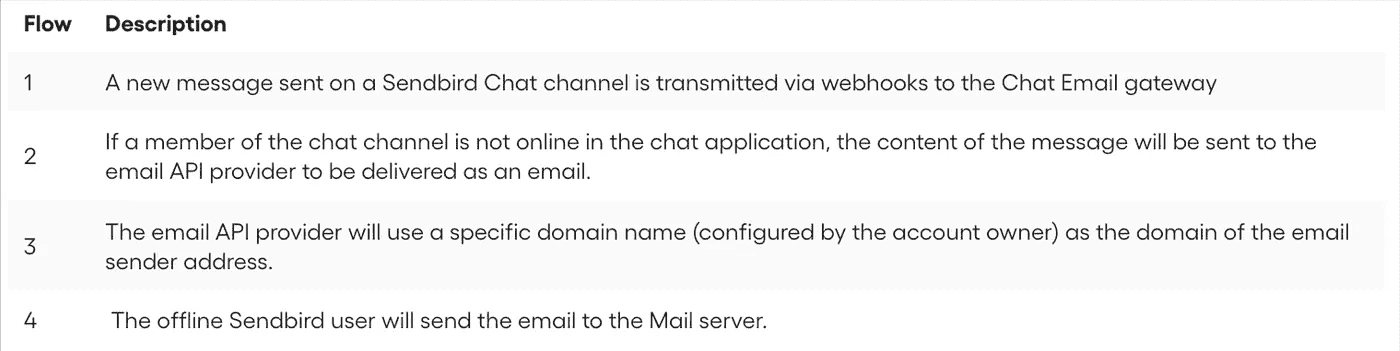 Flow Description
1 A new message sent on a Sendbird Chat channel is transmitted via webhooks to the Chat Email gateway
2 If a member of the chat channel is not online in the chat application, the content of the message will be sent to the
email API provider to be delivered as an email.
3 The email API provider will use a specific domain name (configured by the account owner) as the domain of the email
sender address.
4 The offline Sendbird user will send the email to the Mail server.